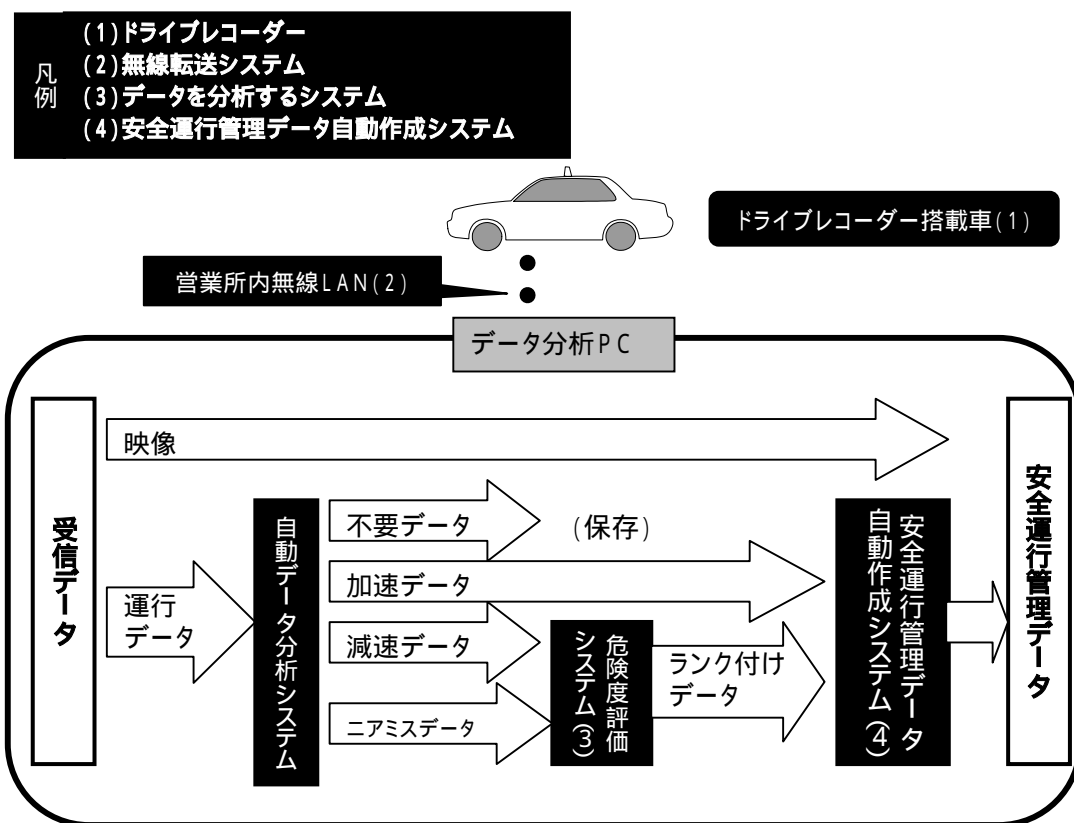 凡例
(1)ドライブレコーダー
(2)無線転送システム
(3)データを分析するシステム
(4)安全運行管理データ自動作成システム
ドライブレコーダー搭載車(1)
営業所内無線LAN(2)
データ分析PC
受信データ
映像
運行
データ
自動データ分析システム
不要データ
(保存)
加速データ
減速データ
ニアミスデータ
危険度評価
システム(3)
ランク付け
データ
安全運行管理データ
自動作成システム(4)
安全運行管理データ